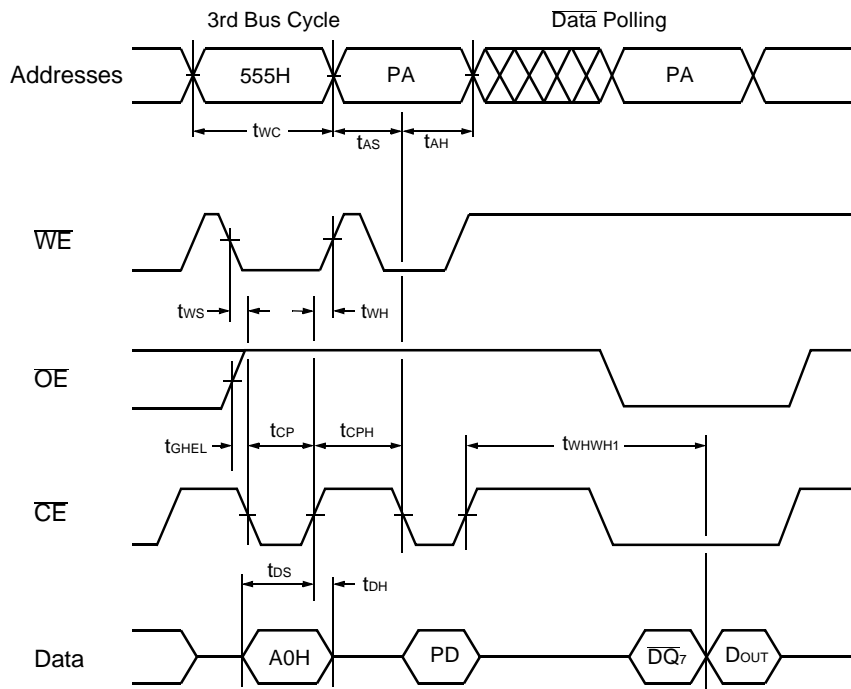 3rd Bus Cycle Data Polling
Addresses 555H PA PA
tWC tAS tAH
WE
tWS tWH
OE
tGHEL tCP tCPH tWHWH1
CE
tDS tDH
Data A0H PD DQ7 DOUT